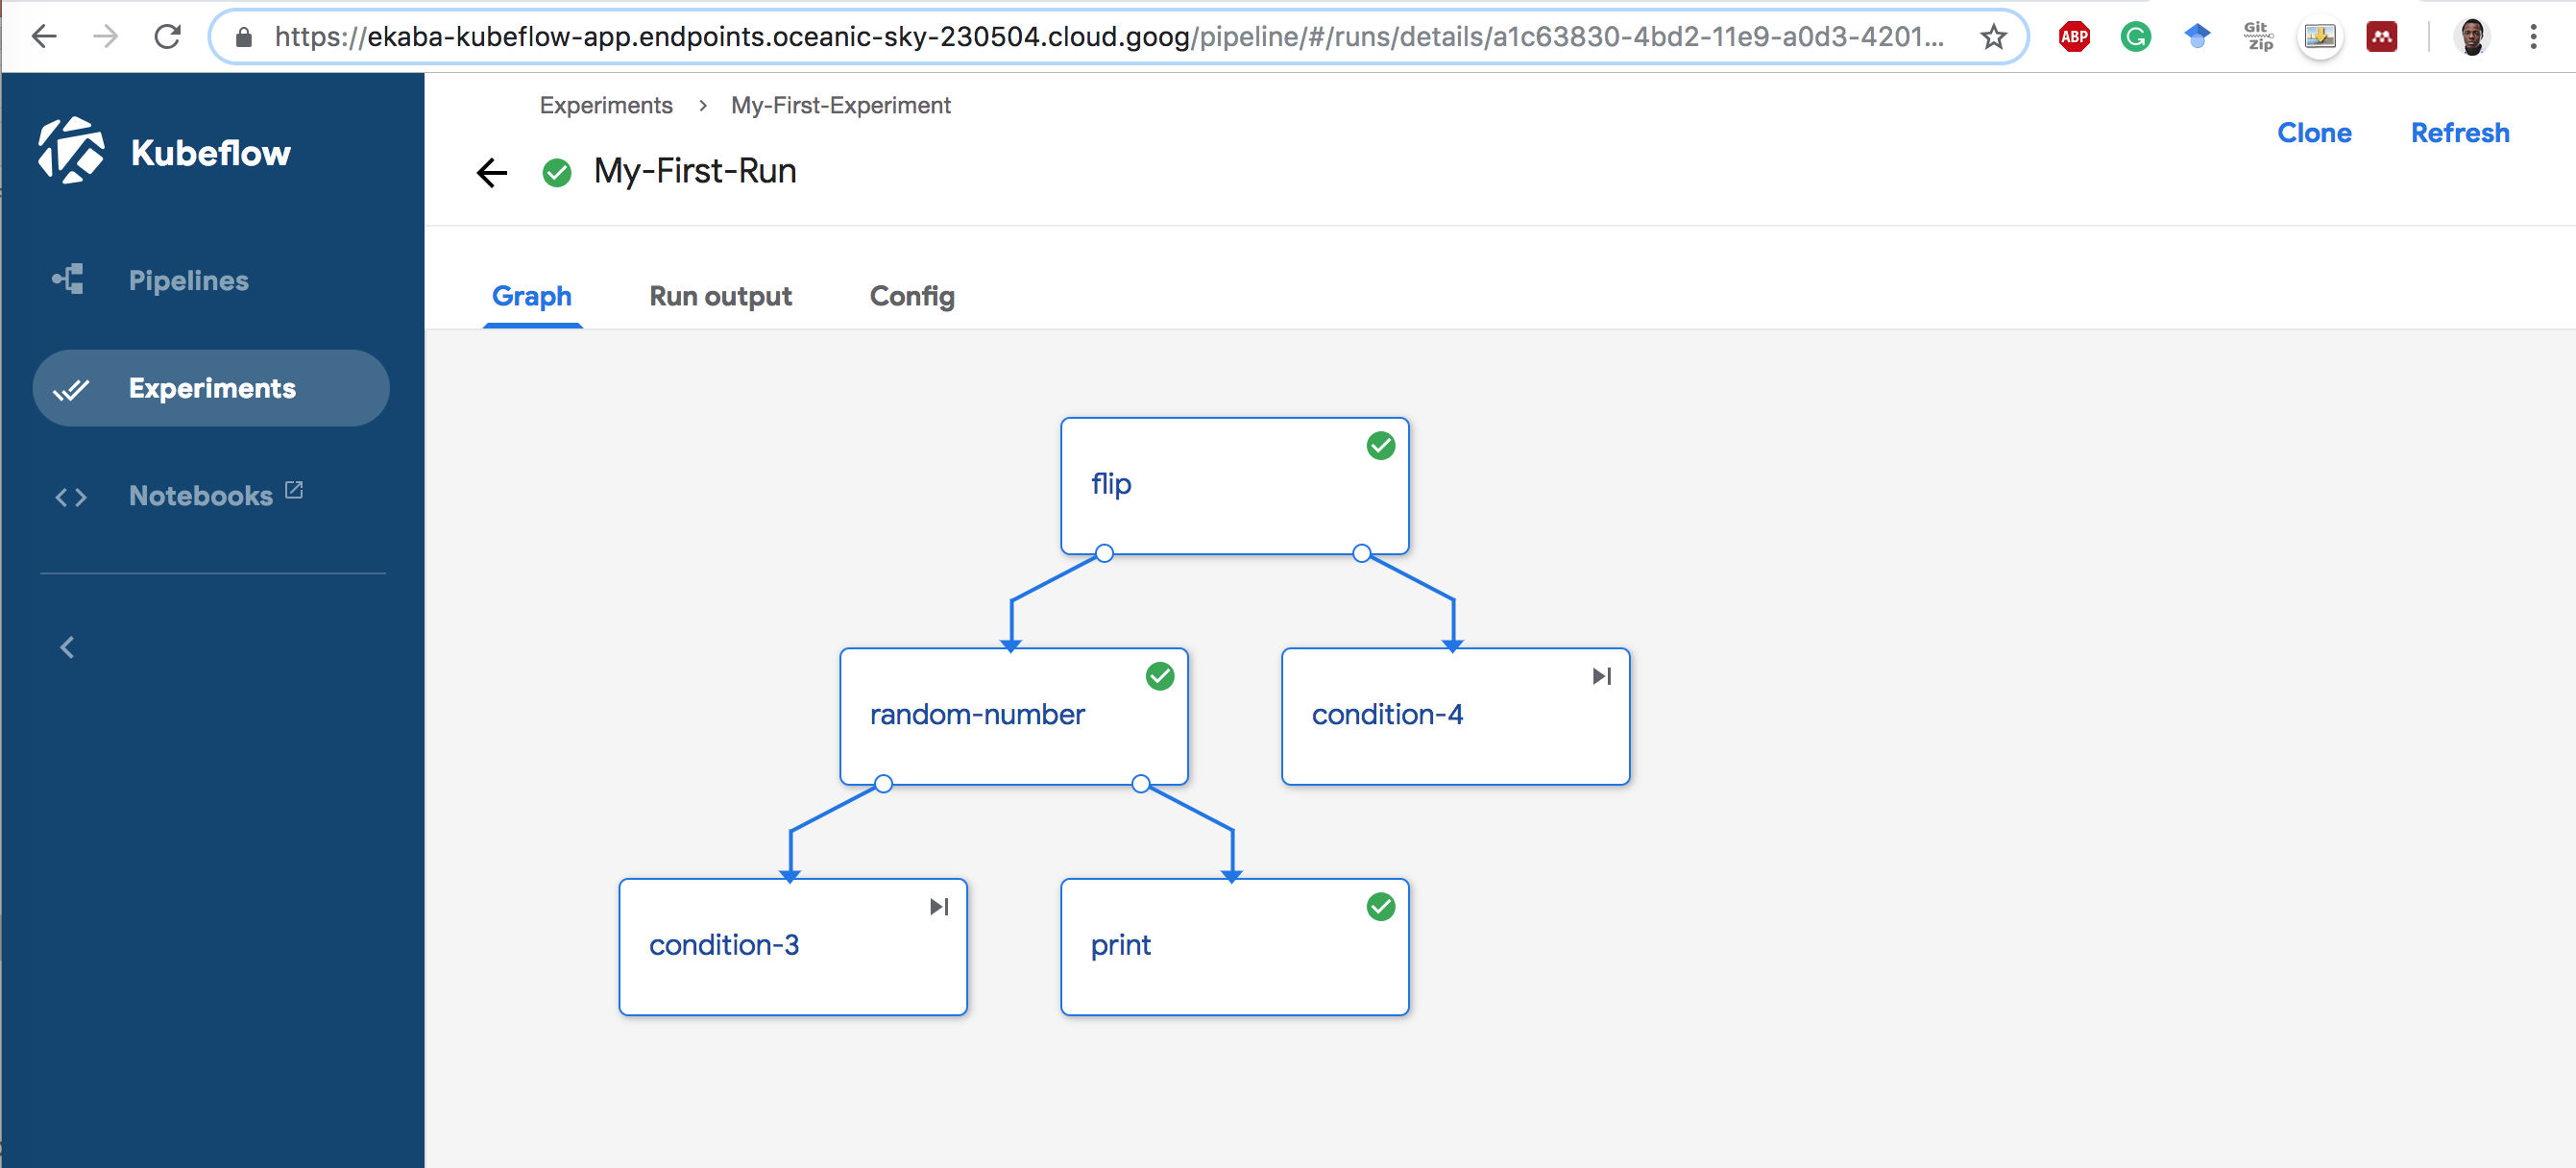 https://ekaba-kubeflow-app.endpoints.oceanic-sky-230504.cloud.goog/pipeline/#/runs/details/a1c63830-4bd2-11e9-a0d3-4201...
ABP
Git
Zip
Kubeflow
Pipelines
Experiments
Notebooks
Experiments > My-First-Experiment
My-First-Run
Clone
Refresh
Graph
Run output
Config
flip
random-number
condition-4
condition-3
print